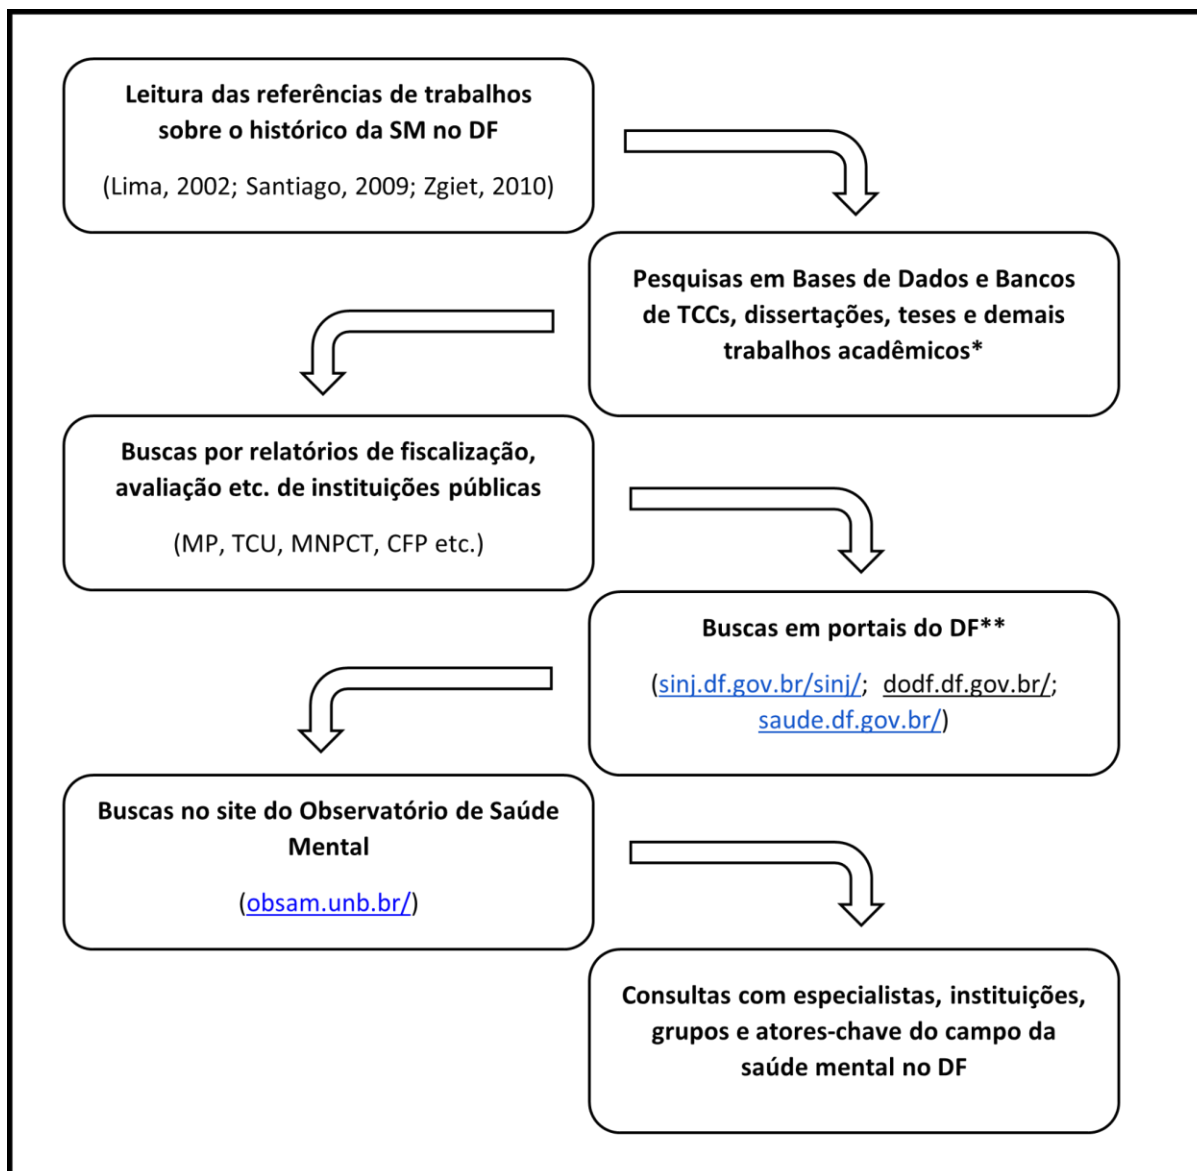 Leitura das referências de trabalhos
sobre o histórico da SM no DF
(Lima, 2002; Santiago, 2009; Zgiet, 2010)
Pesquisas em Bases de Dados e Bancos
de TCCs, dissertações, teses e demais
trabalhos acadêmicos*
Buscas por relatórios de fiscalização,
avaliação etc. de instituições públicas
(MP, TCU, MNPCT, CFP etc.)
Buscas em portais do DF**
(sinj.df.gov.br/sinj/; dodf.df.gov.br/;
saude.df.gov.br/)
Buscas no site do Observatório de Saúde
Mental
(obsam.unb.br/)
Consultas com especialistas, instituições,
grupos e atores-chave do campo da
saúde mental no DF